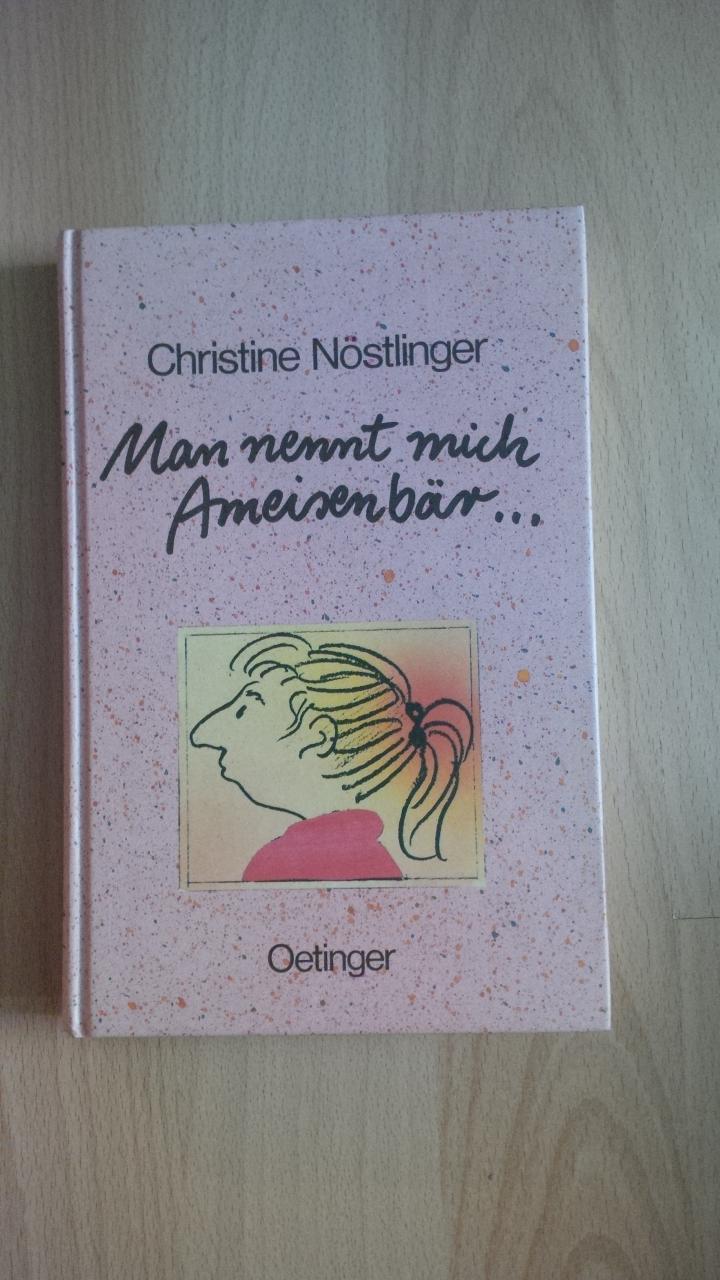 Christine Nöstlinger
Man nennt mich
Ameisenbär...
Oetinger